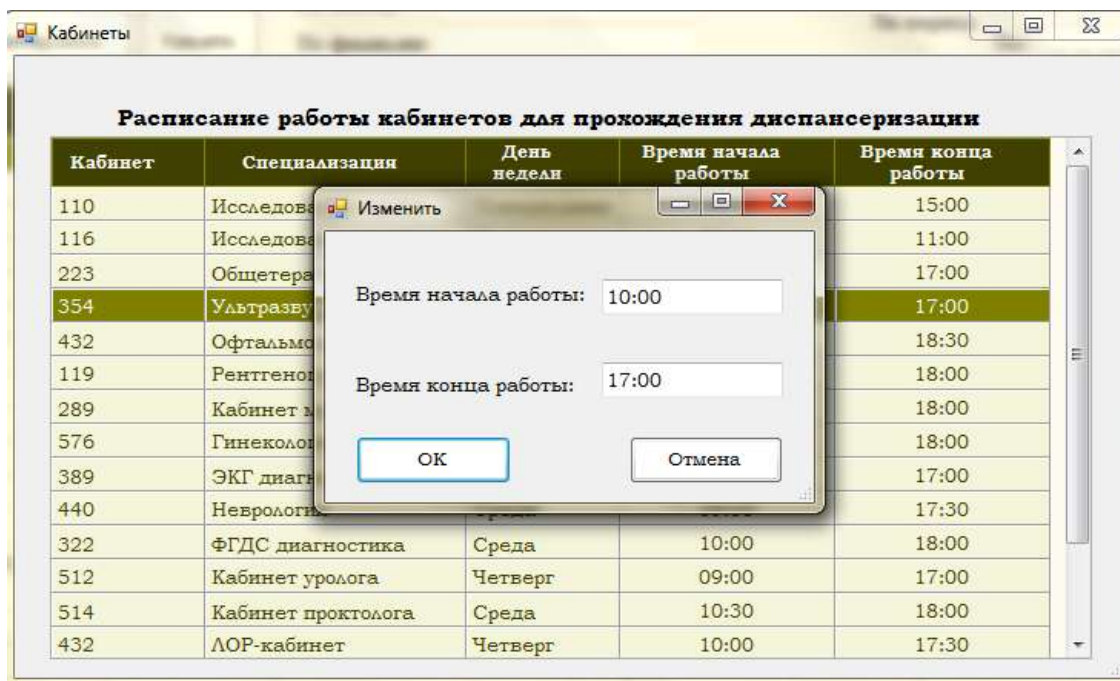 Кабинеты
Расписание работы кабинетов для прохождения диспансеризации
Кабинет Специализация День недели Время начала работы Время конца работы
110 Исследова 15:00
116 Исследова 11:00
223 Общетера 17:00
354 Ультразву 17:00
432 Офтальмо 18:30
119 Рентгено 18:00
289 Кабинет 18:00
576 Гинеколо 18:00
389 ЭКГ диагн 17:00
440 Неврологи 17:30
322 ФГДС диагностика Среда 10:00 18:00
512 Кабинет уролога Четверг 09:00 17:00
514 Кабинет проктолога Среда 10:30 18:00
432 ЛОР-кабинет Четверг 10:00 17:30
Изменить
Время начала работы: 10:00
Время конца работы: 17:00
ОК Отмена